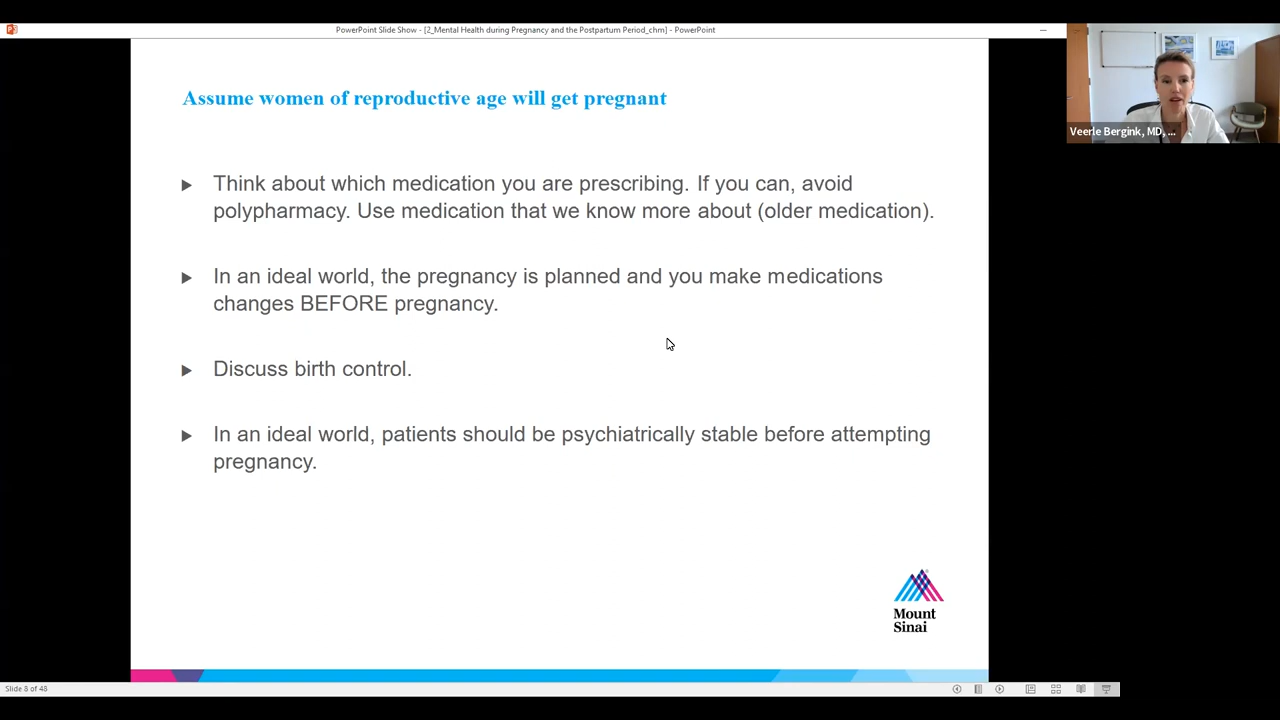 PowerPoint Slide Show - [2_Mental Health during Pregnancy and the Postpartum Period_chm] - PowerPoint
Veerle Bergink, MD, ...
Assume women of reproductive age will get pregnant
Think about which medication you are prescribing. If you can, avoid
polypharmacy. Use medication that we know more about (older medication).
In an ideal world, the pregnancy is planned and you make medications
changes BEFORE pregnancy.
Discuss birth control.
In an ideal world, patients should be psychiatrically stable before attempting
pregnancy.
Mount
Sinai
Slide 8 of 48